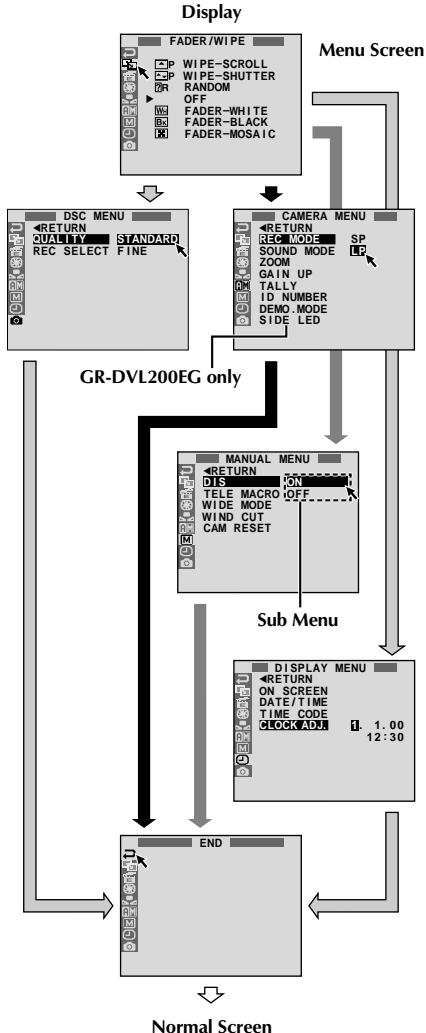 Display
Menu Screen
FADER/WIPE
P WIPE–SCROLL
P WIPE–SHUTTER
R RANDOM
OFF
FADER–WHITE
FADER–BLACK
FADER–MOSAIC
DSC MENU
RETURN
QUALITY STANDARD
REC SELECT FINE
CAMERA MENU
RETURN
REC MODE SP
SOUND MODE LP
ZOOM
GAIN UP
TALLY
ID NUMBER
DEMO.MODE
SIDE LED
GR-DVL200EG only
MANUAL MENU
RETURN
DIS ON
TELE MACRO OFF
WIDE MODE
WIND CUT
CAM RESET
Sub Menu
DISPLAY MENU
RETURN
ON SCREEN
DATE/TIME
TIME CODE
CLOCK ADJ. 1. 1.00
12:30
END
Normal Screen